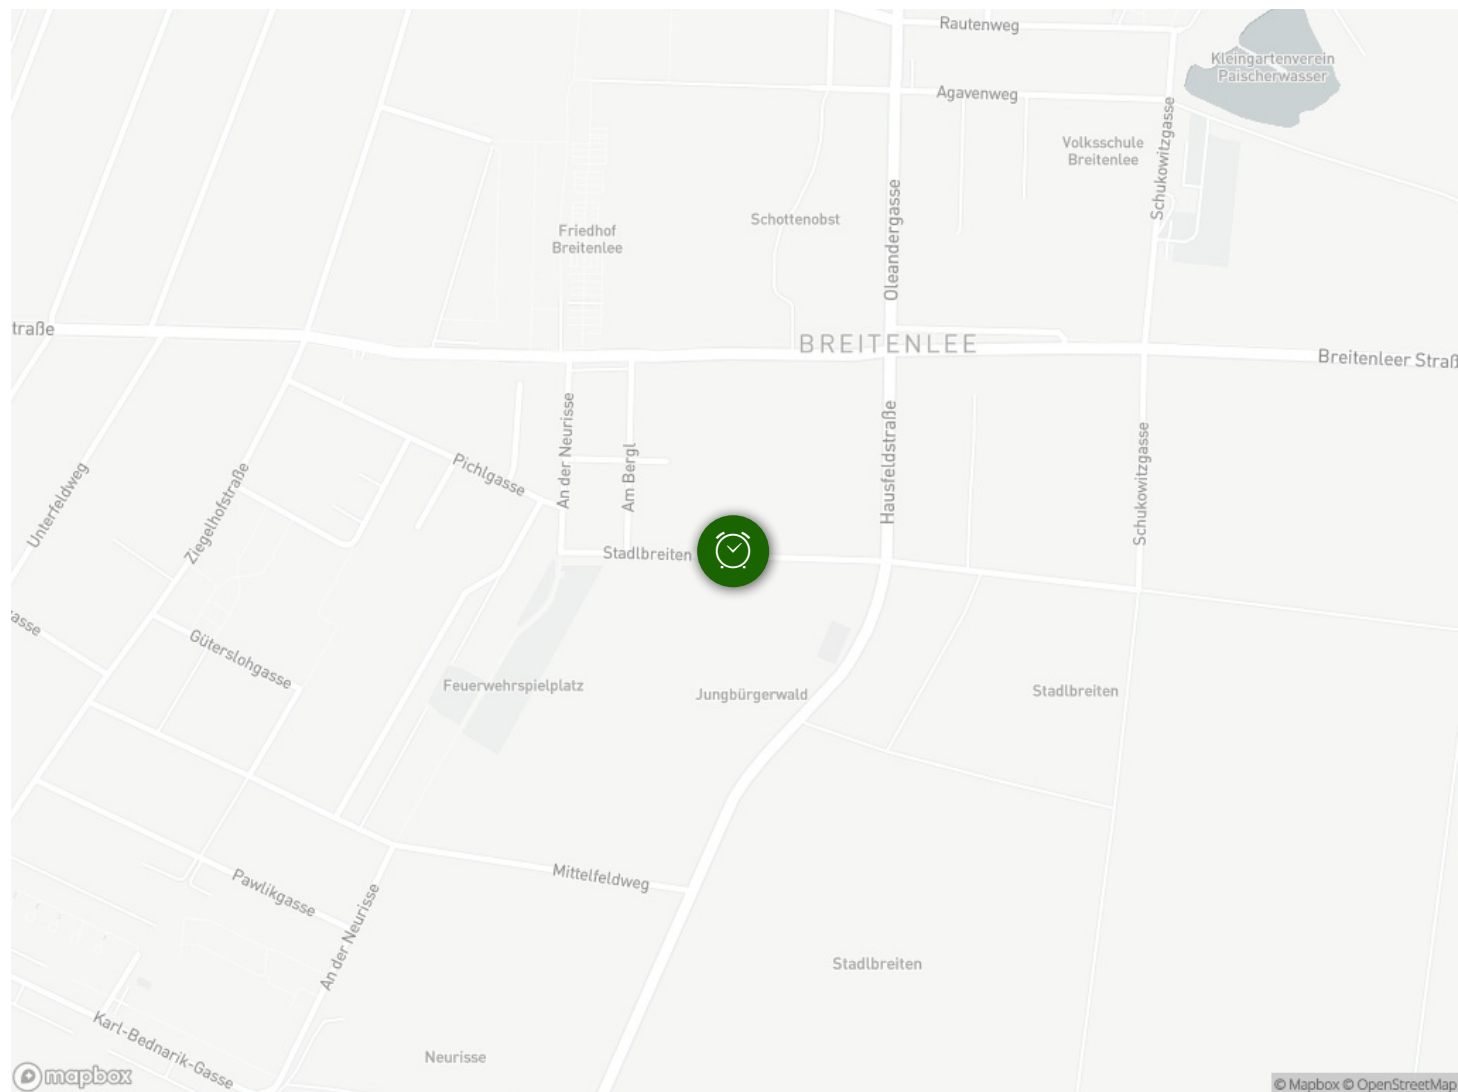 Rautenweg
Kleingartenverein
Paischerwasser
Agavenweg
Schukowitzgasse
Volksschule
Breitenlee
Oleandergasse
Schottenobst
Friedhof
Breitenlee
traße
BREITENLEE
Breitenleer Straß
An der Neurisse
Am Bergl
Hausfeldstraße
Schukowitzgasse
Pichlgasse
Unterfeldweg
Ziegelhofstraße
Stadlbreiten
gasse
Güterslohgasse
Feuerwehrspielplatz
Jungbürgerwald
Stadlbreiten
Mittelfeldweg
Pawlikgasse
An der Neurisse
Stadlbreiten
Karl-Bednarik-Gasse
Neurisse
mapbox
© Mapbox © OpenStreetMap